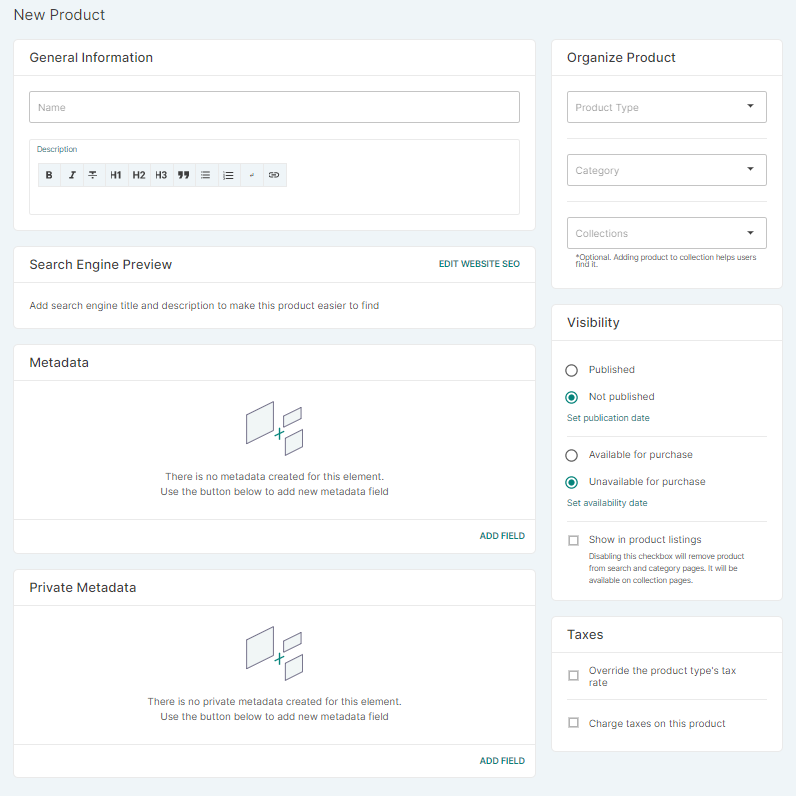 New Product
General Information
Name
Description
B I T H1 H2 H3
Search Engine Preview
EDIT WEBSITE SEO
Add search engine title and description to make this product easier to find
Metadata
There is no metadata created for this element.
Use the button below to add new metadata field
ADD FIELD
Private Metadata
There is no private metadata created for this element.
Use the button below to add new metadata field
ADD FIELD
Organize Product
Product Type
Category
Collections
*Optional. Adding product to collection helps users
find it.
Visibility
Published
Not published
Set publication date
Available for purchase
Unavailable for purchase
Set availability date
Show in product listings
Disabling this checkbox will remove product
from search and category pages. It will be
available on collection pages.
Taxes
Override the product type's tax
rate
Charge taxes on this product